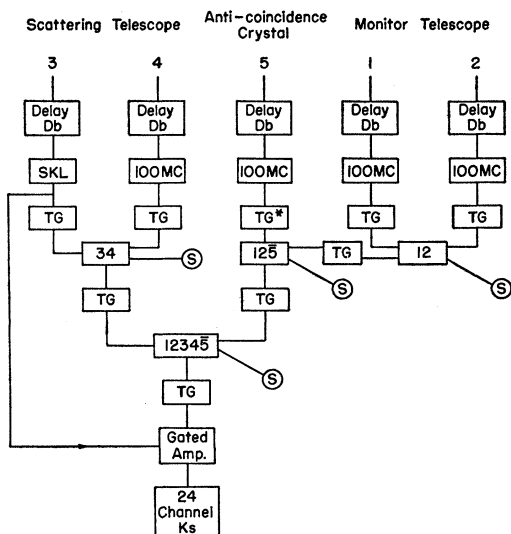 Scattering Telescope
Anti-coincidence
Crystal
Monitor Telescope
3 4 5 1 2
Delay
Db
Delay
Db
Delay
Db
Delay
Db
Delay
Db
SKL 100MC 100MC 100MC 100MC
TG TG TG* TG TG
34 S 125̅ TG 12
TG TG S S
12345̅
S
TG
Gated
Amp.
24
Channel
Ks